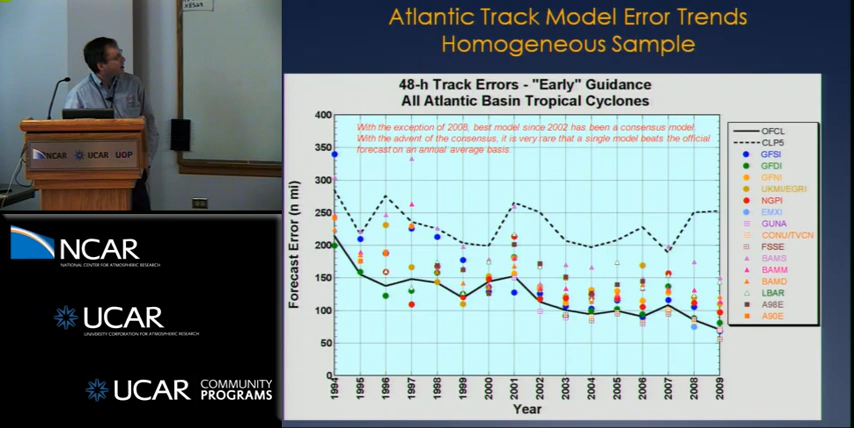 Atlantic Track Model Error Trends
Homogeneous Sample
48-h Track Errors - "Early" Guidance
All Atlantic Basin Tropical Cyclones
With the exception of 2008, best model since 2002 has been a consensus model.
With the advent of the consensus, it is very rare that a single model beats the official
forecast on an annual average basis.
Forecast Error (n mi)
400
350
300
250
200
150
100
50
0
1994
1995
1996
1997
1998
1999
2000
2001
2002
2003
2004
2005
2006
2007
2008
2009
Year
OFCL
CLP5
GFSI
GFDI
GFNI
UKMI/EGRI
NGPI
EMXI
GUNA
CONU/TVCN
FSSE
BAMS
BAMM
BAMD
LBAR
A98E
A90E
NCAR UCAR UOP
NCAR
NATIONAL CENTER FOR ATMOSPHERIC RESEARCH
UCAR
UNIVERSITY CORPORATION FOR ATMOSPHERIC RESEARCH
UCAR COMMUNITY
PROGRAMS